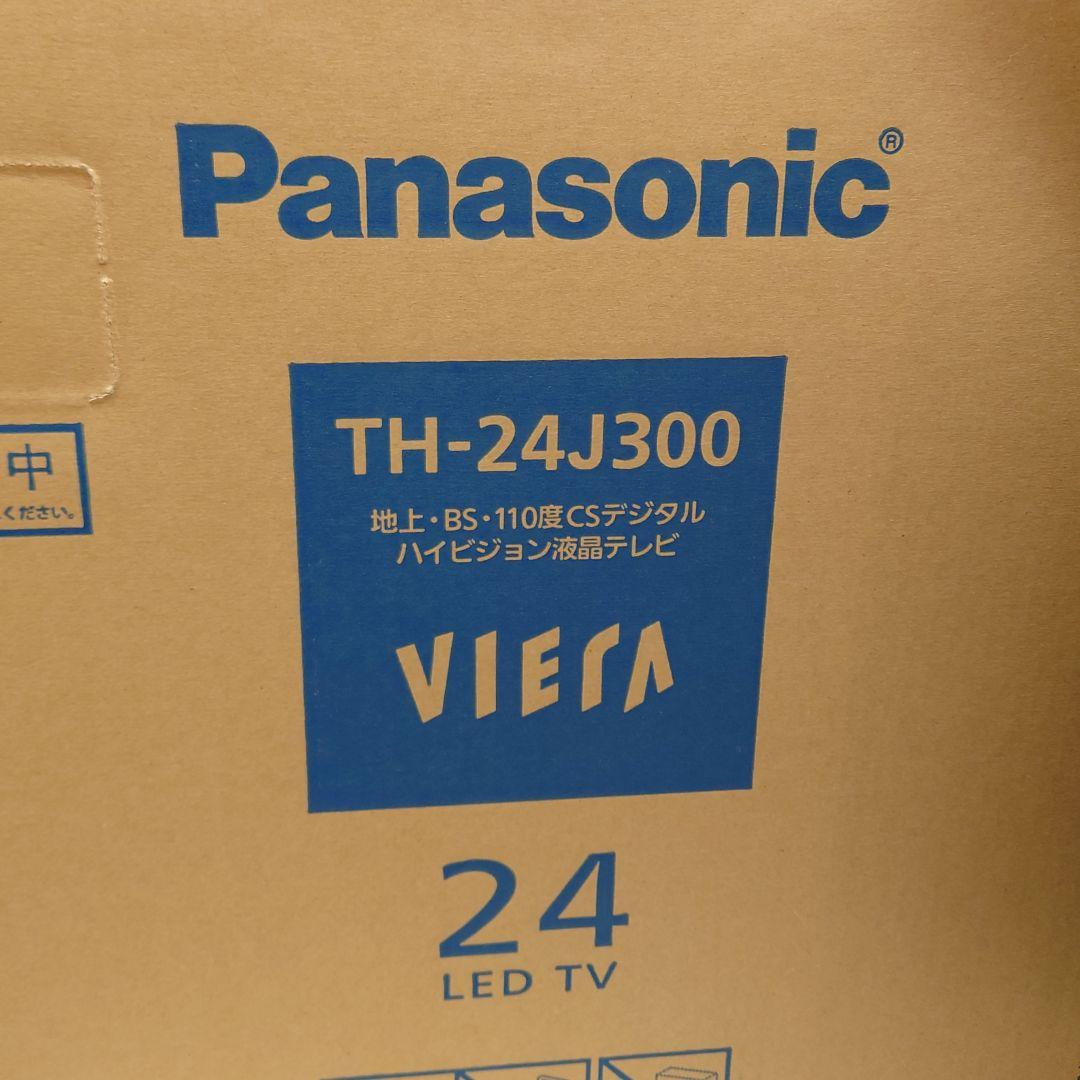 Panasonic®
TH-24J300
地上・BS・110度CSデジタル
ハイビジョン液晶テレビ
VIERA
中
ください。
24
LED TV